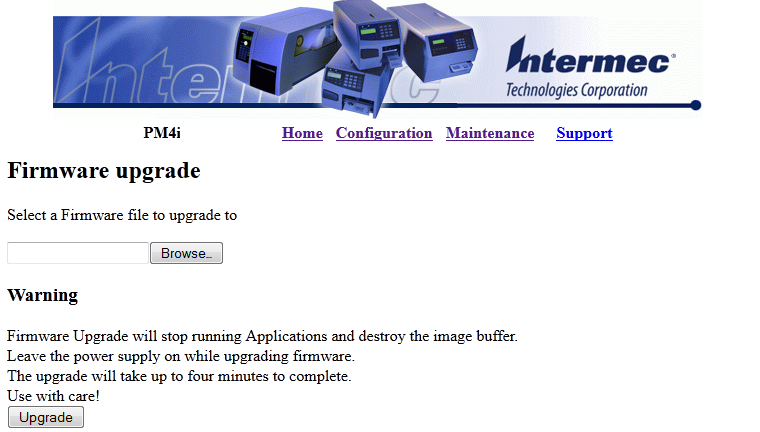 Intermec
Intermec®
Technologies Corporation
PM4i Home Configuration Maintenance Support
Firmware upgrade
Select a Firmware file to upgrade to
Browse...
Warning
Firmware Upgrade will stop running Applications and destroy the image buffer.
Leave the power supply on while upgrading firmware.
The upgrade will take up to four minutes to complete.
Use with care!
Upgrade